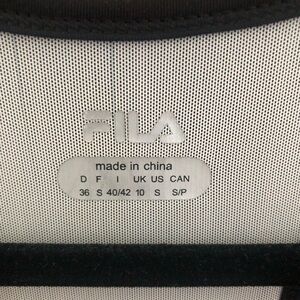 FILA
made in china
D F I UK US CAN
36 S 40/42 10 S S/P